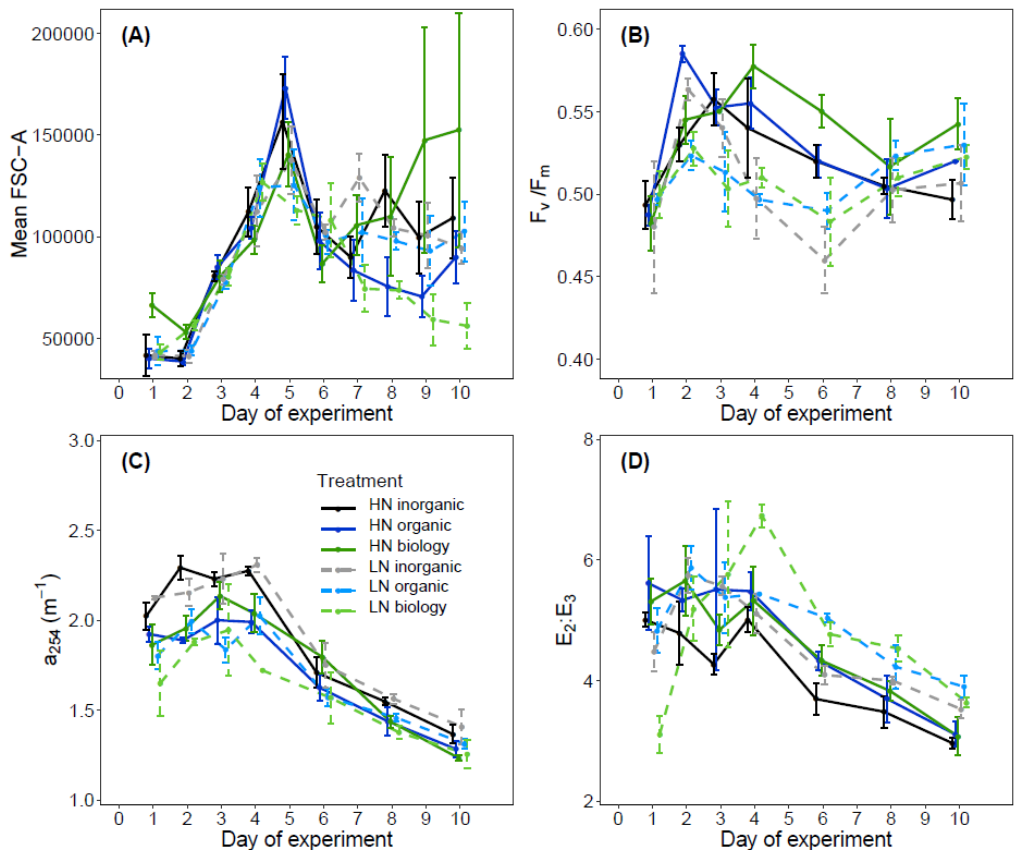 (A)
Mean FSC−A
200000
150000
100000
50000
0 1 2 3 4 5 6 7 8 9 10
Day of experiment
(B)
Fv /Fm
0.60
0.55
0.50
0.45
0.40
0 1 2 3 4 5 6 7 8 9 10
Day of experiment
(C)
a254 (m−1)
3.0
2.5
2.0
1.5
1.0
Treatment
HN inorganic
HN organic
HN biology
LN inorganic
LN organic
LN biology
0 1 2 3 4 5 6 7 8 9 10
Day of experiment
(D)
E2:E3
8
6
4
2
0 1 2 3 4 5 6 7 8 9 10
Day of experiment